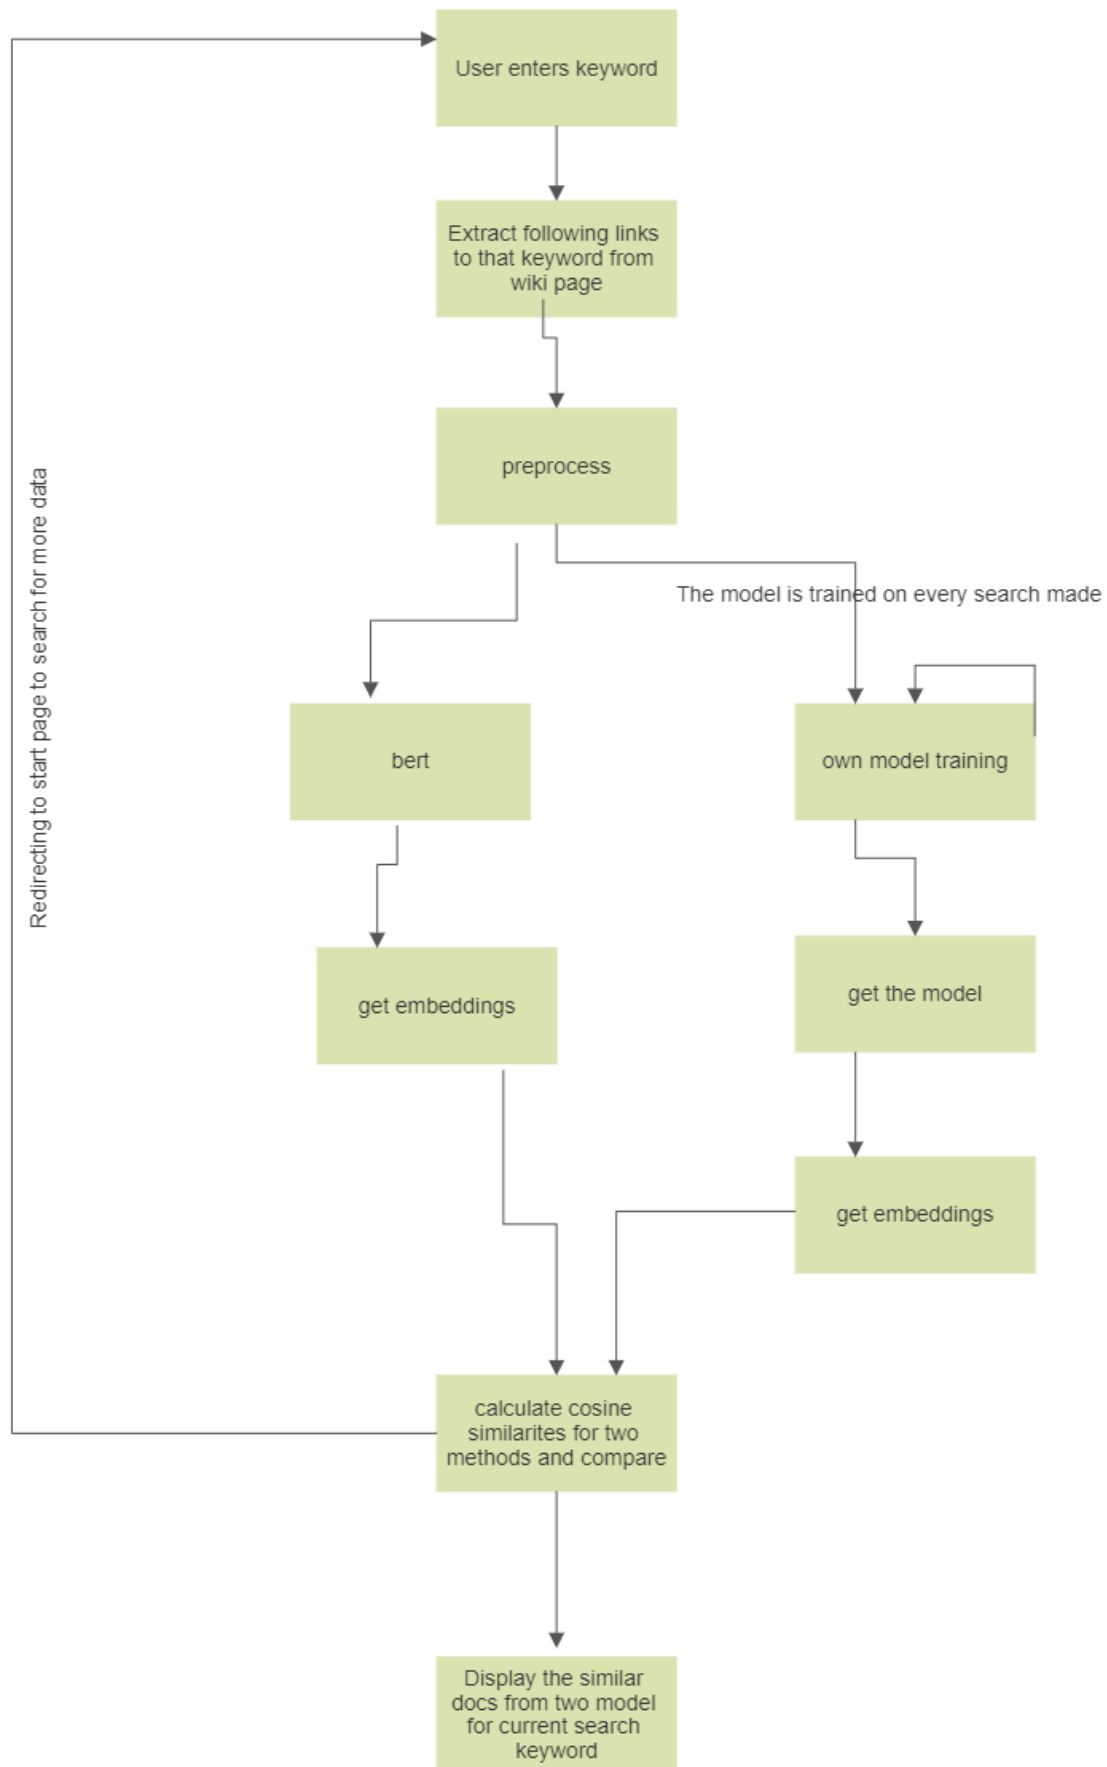 User enters keyword
Extract following links
to that keyword from
wiki page
preprocess
The model is trained on every search made
Redirecting to start page to search for more data
bert
own model training
get embeddings
get the model
get embeddings
calculate cosine
similarites for two
methods and compare
Display the similar
docs from two model
for current search
keyword